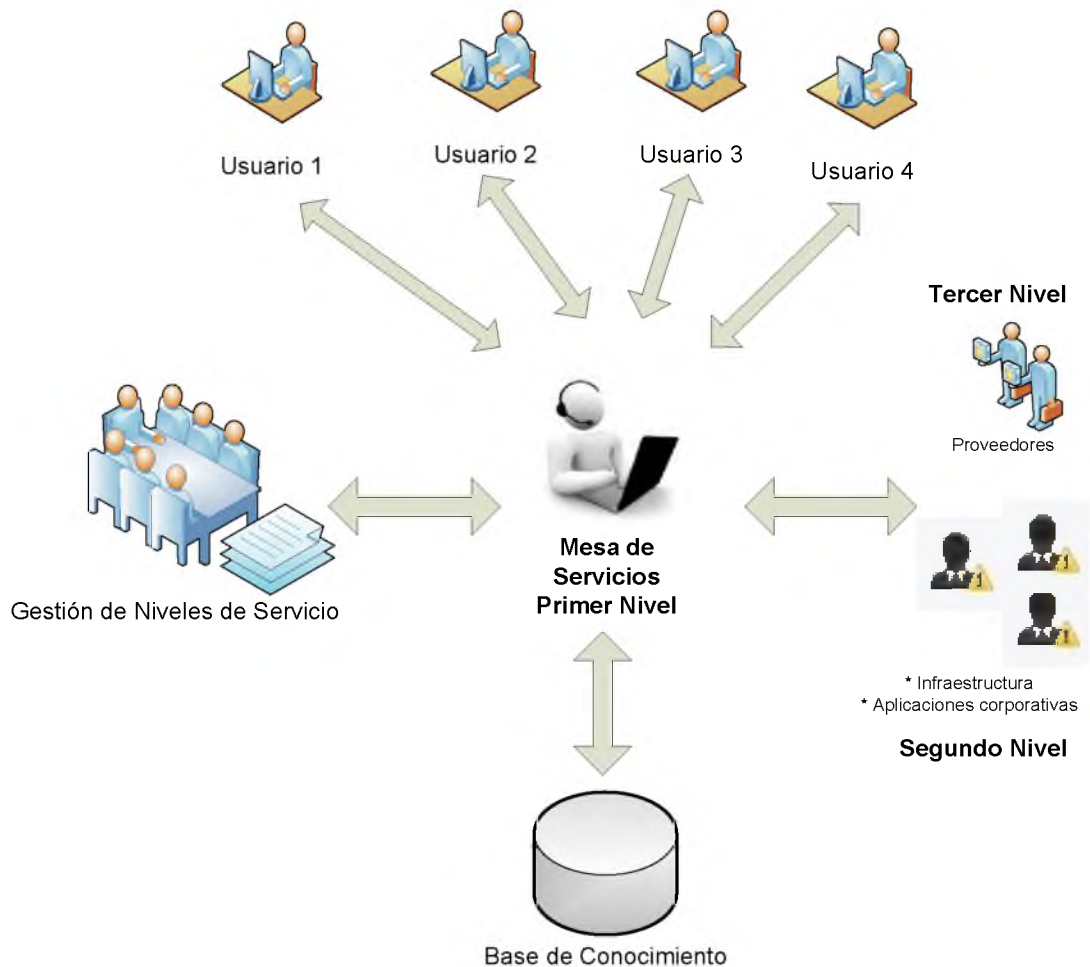 Usuario 1
Usuario 2
Usuario 3
Usuario 4
Tercer Nivel
Proveedores
Mesa de
Servicios
Primer Nivel
Gestión de Niveles de Servicio
* Infraestructura
* Aplicaciones corporativas
Segundo Nivel
Base de Conocimiento